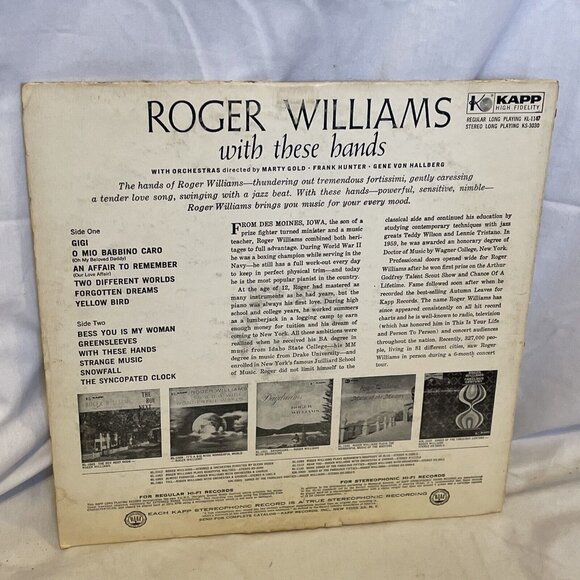 KAPP
HIGH FIDELITY
REGULAR LONG PLAYING KL-1147
STEREO LONG PLAYING KS-3030
ROGER WILLIAMS
with these hands
WITH ORCHESTRAS directed by MARTY GOLD · FRANK HUNTER · GENE VON HALLBERG
The hands of Roger Williams—thundering out tremendous fortissimi, gently caressing
a tender love song, swinging with a jazz beat. With these hands—powerful, sensitive, nimble—
Roger Williams brings you music for your every mood.
Side One
GIGI
O MIO BABBINO CARO
(Oh My Beloved Daddy)
AN AFFAIR TO REMEMBER
(Our Love Affair)
TWO DIFFERENT WORLDS
FORGOTTEN DREAMS
YELLOW BIRD
Side Two
BESS YOU IS MY WOMAN
GREENSLEEVES
WITH THESE HANDS
STRANGE MUSIC
SNOWFALL
THE SYNCOPATED CLOCK
FROM DES MOINES, IOWA, the son of a
prize fighter turned minister and a music
teacher, Roger Williams combined both heri-
tages to full advantage. During World War II
he was a boxing champion while serving in the
Navy—he still has a full work-out every day
to keep in perfect physical trim—and today
he is the most popular pianist in the country.
At the age of 12, Roger had mastered as
many instruments as he had years, but the
piano was always his first love. During high
school and college years, he worked summers
as a lumberjack in a logging camp to earn
enough money for tuition and his dream of
coming to New York. All these ambitions were
realized when he received his BA degree in
music from Idaho State College—his MM
degree in music from Drake University—and
enrolled in New York's famous Juilliard School
of Music. Roger did not limit himself to the
classical side and continued his education by
studying contemporary techniques with jazz
greats Teddy Wilson and Lennie Tristano. In
1959, he was awarded an honorary degree of
Doctor of Music by Wagner College, New York.
Professional doors opened wide for Roger
Williams after he won first prize on the Arthur
Godfrey Talent Scout Show and Chance Of A
Lifetime. Fame followed soon after when he
recorded the best-selling Autumn Leaves for
Kapp Records. The name Roger Williams has
since appeared consistently on all hit record
charts and he is well-known to radio, television
(which has honored him in This Is Your Life
and Person To Person) and concert audiences
throughout the world. Recently, 827,000 peo-
ple, living in 81 different cities, saw Roger
Williams in person during a 6-month concert
tour.
THE
BOY
NEXT
ROGER WILLIAMS
Daydreams
ROGER
WILLIAMS
FOR REGULAR HI-FI RECORDS
FOR STEREOPHONIC HI-FI RECORDS
EACH KAPP STEREOPHONIC RECORD IS A TRUE STEREOPHONIC RECORDING
SEND FOR COMPLETE CATALOG—KAPP RECORDS, INC., NEW YORK 22, N. Y.